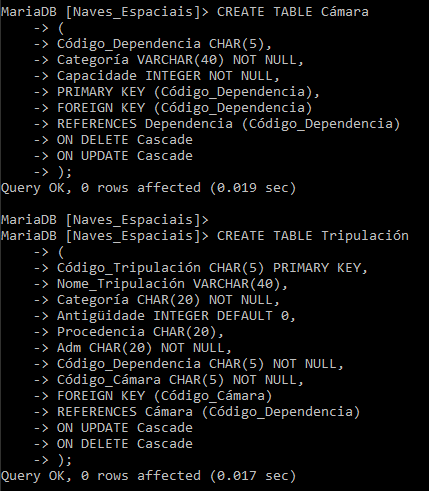 MariaDB [Naves_Espaciais]> CREATE TABLE Cámara
    -> (
    -> Código_Dependencia CHAR(5),
    -> Categoría VARCHAR(40) NOT NULL,
    -> Capacidade INTEGER NOT NULL,
    -> PRIMARY KEY (Código_Dependencia),
    -> FOREIGN KEY (Código_Dependencia)
    -> REFERENCES Dependencia (Código_Dependencia)
    -> ON DELETE Cascade
    -> ON UPDATE Cascade
    -> );
Query OK, 0 rows affected (0.019 sec)

MariaDB [Naves_Espaciais]>
MariaDB [Naves_Espaciais]> CREATE TABLE Tripulación
    -> (
    -> Código_Tripulación CHAR(5) PRIMARY KEY,
    -> Nome_Tripulación VARCHAR(40),
    -> Categoría CHAR(20) NOT NULL,
    -> Antigüidade INTEGER DEFAULT 0,
    -> Procedencia CHAR(20),
    -> Adm CHAR(20) NOT NULL,
    -> Código_Dependencia CHAR(5) NOT NULL,
    -> Código_Cámara CHAR(5) NOT NULL,
    -> FOREIGN KEY (Código_Cámara)
    -> REFERENCES Cámara (Código_Dependencia)
    -> ON UPDATE Cascade
    -> ON DELETE Cascade
    -> );
Query OK, 0 rows affected (0.017 sec)